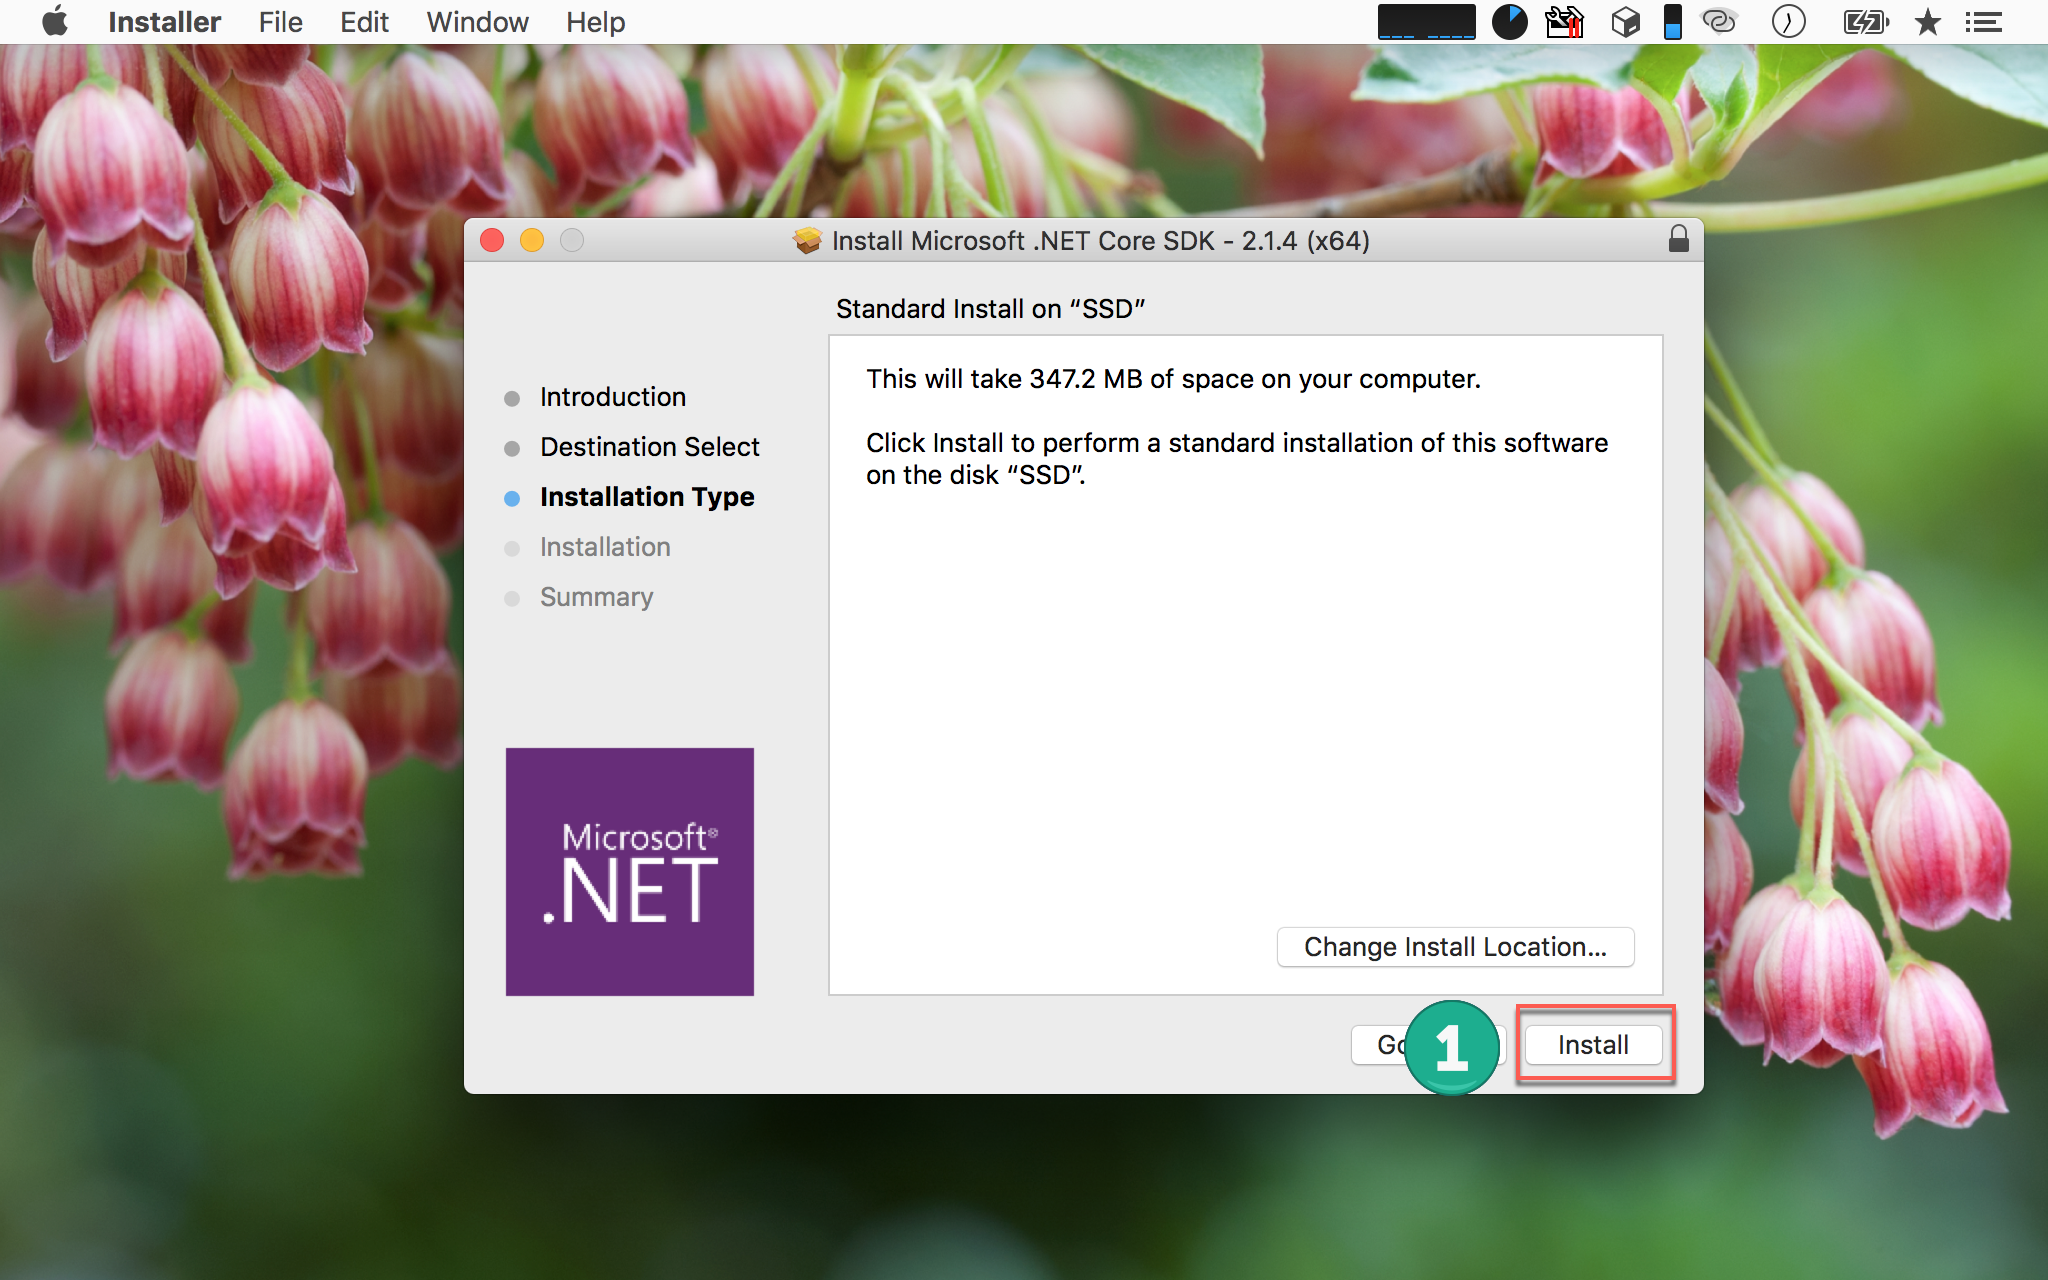 Installer File Edit Window Help
Install Microsoft .NET Core SDK - 2.1.4 (x64)
Standard Install on “SSD”
Introduction
Destination Select
Installation Type
Installation
Summary
This will take 347.2 MB of space on your computer.
Click Install to perform a standard installation of this software
on the disk “SSD”.
Microsoft®
.NET
Change Install Location...
1
Install